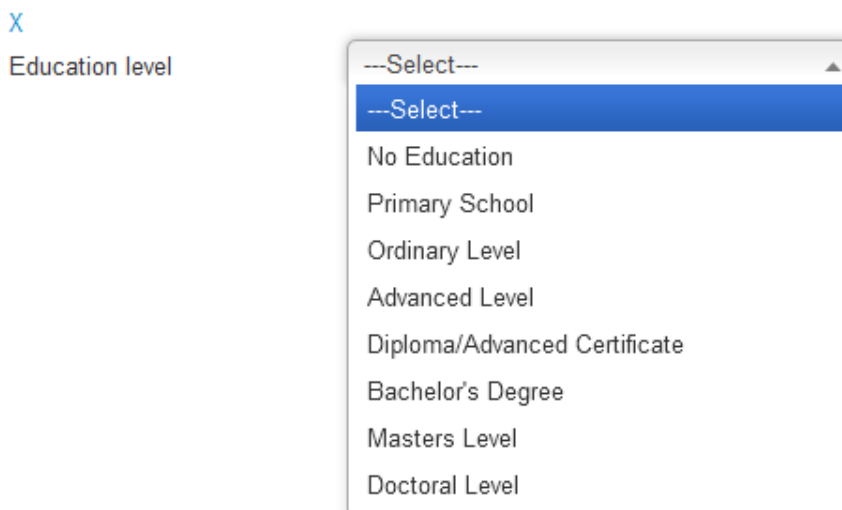 X
Education level
---Select---
---Select---
No Education
Primary School
Ordinary Level
Advanced Level
Diploma/Advanced Certificate
Bachelor's Degree
Masters Level
Doctoral Level